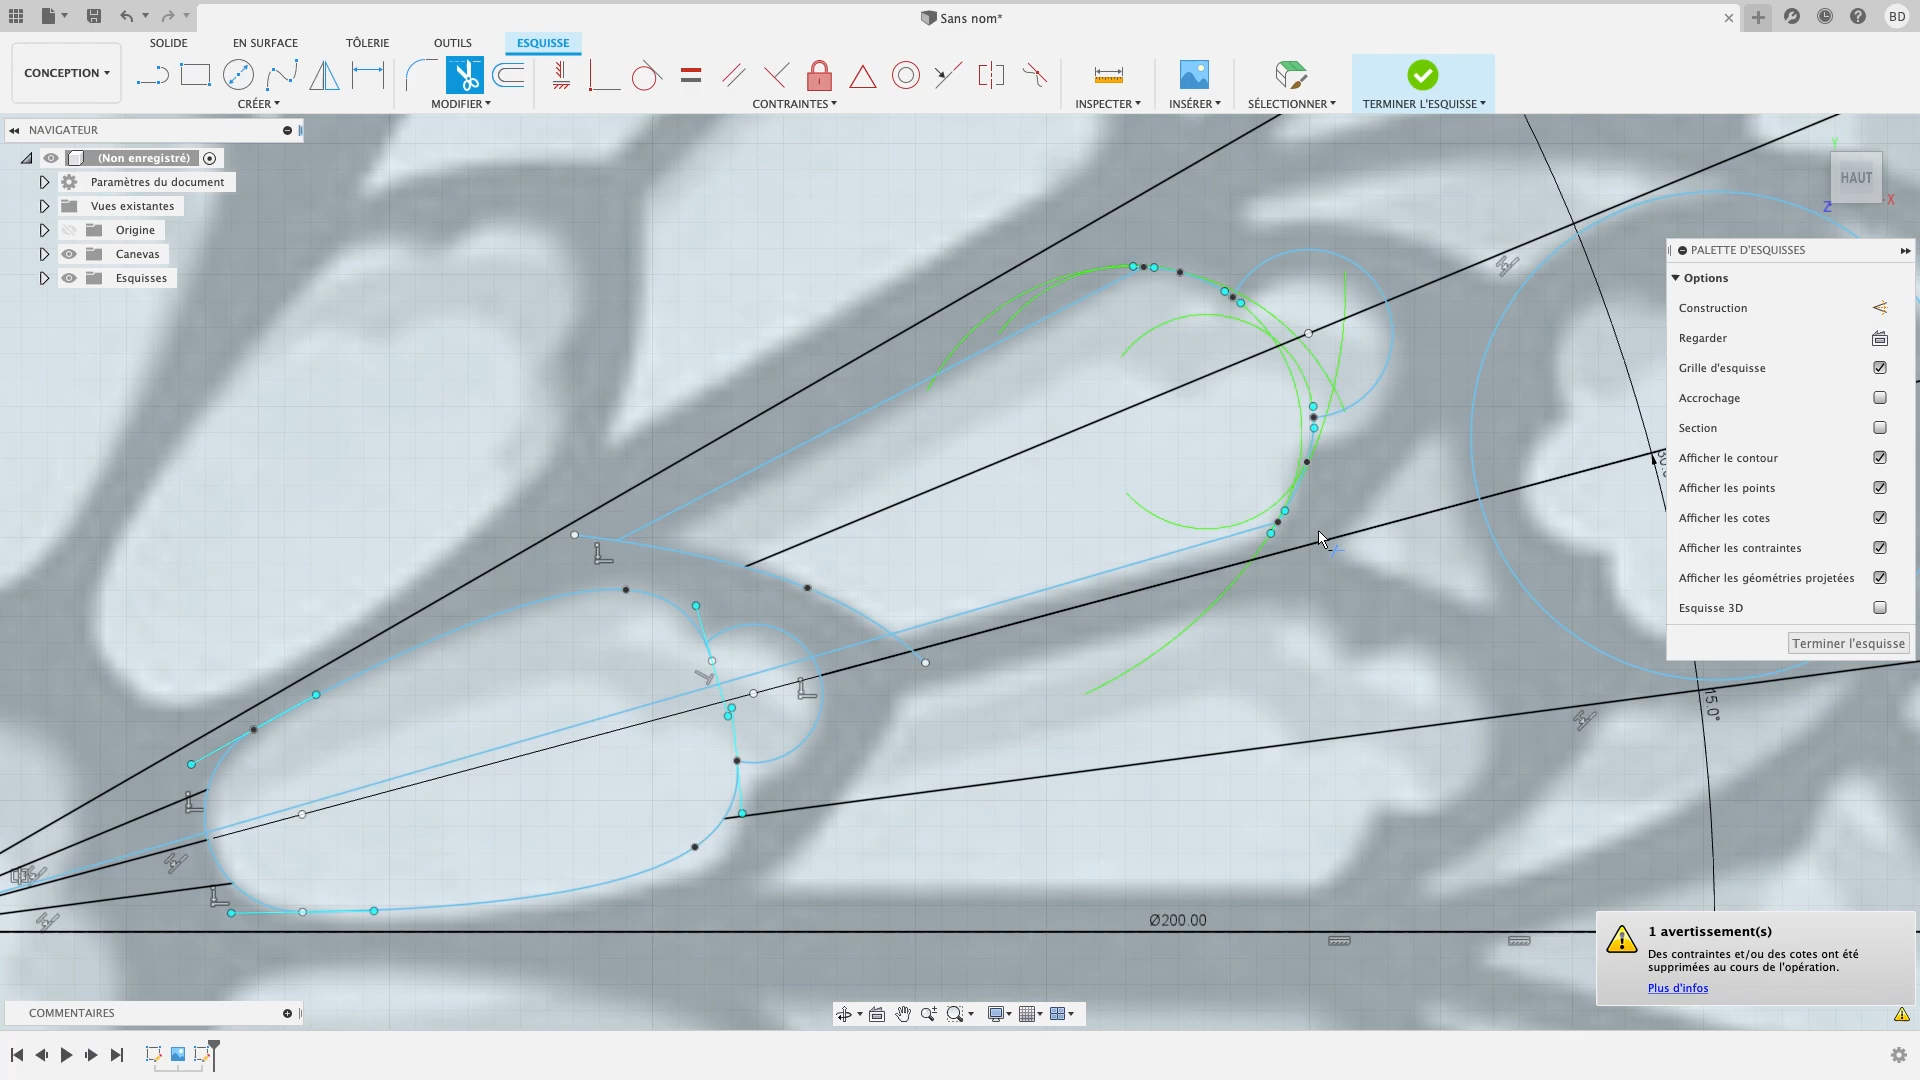 Sans nom*
BD
SOLIDE
EN SURFACE
TÔLERIE
OUTILS
ESQUISSE
CONCEPTION
CRÉER
MODIFIER
CONTRAINTES
INSPECTER
INSÉRER
SÉLECTIONNER
TERMINER L'ESQUISSE
NAVIGATEUR
(Non enregistré)
Paramètres du document
Vues existantes
Origine
Canevas
Esquisses
Y
HAUT
X
Z
PALETTE D'ESQUISSES
Options
Construction
Regarder
Grille d'esquisse
Accrochage
Section
Afficher le contour
Afficher les points
Afficher les cotes
Afficher les contraintes
Afficher les géométries projetées
Esquisse 3D
Terminer l'esquisse
15.0°
Ø200.00
1 avertissement(s)
Des contraintes et/ou des cotes ont été
supprimées au cours de l'opération.
Plus d'infos
COMMENTAIRES